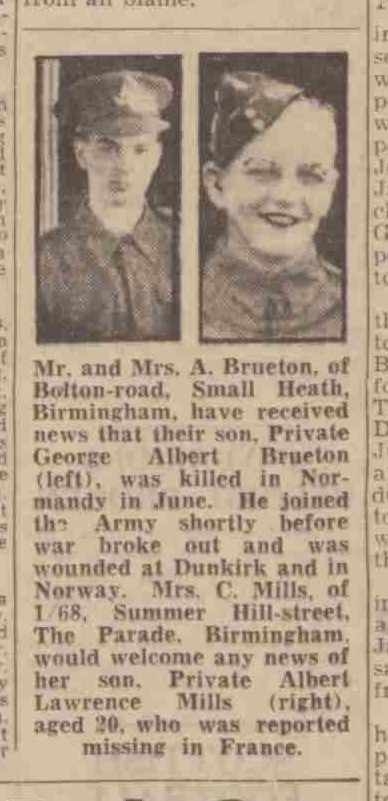 from all blame.
Mr. and Mrs. A. Brueton, of
Bolton-road, Small Heath,
Birmingham, have received
news that their son, Private
George Albert Brueton
(left), was killed in Nor-
mandy in June. He joined
the Army shortly before
war broke out and was
wounded at Dunkirk and in
Norway. Mrs. C. Mills, of
1/68, Summer Hill-street,
The Parade, Birmingham,
would welcome any news of
her son, Private Albert
Lawrence Mills (right),
aged 20, who was reported
missing in France.